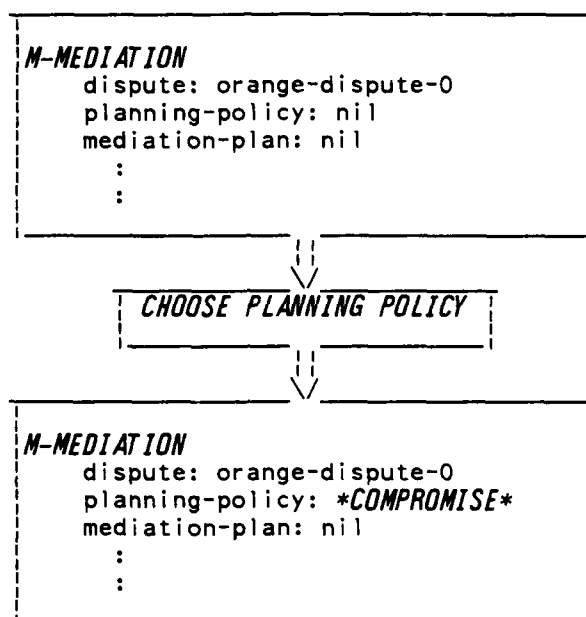 M-MEDIATION
dispute: orange-dispute-0
planning-policy: nil
mediation-plan: nil
:
:
CHOOSE PLANNING POLICY
M-MEDIATION
dispute: orange-dispute-0
planning-policy: *COMPROMISE*
mediation-plan: nil
:
: